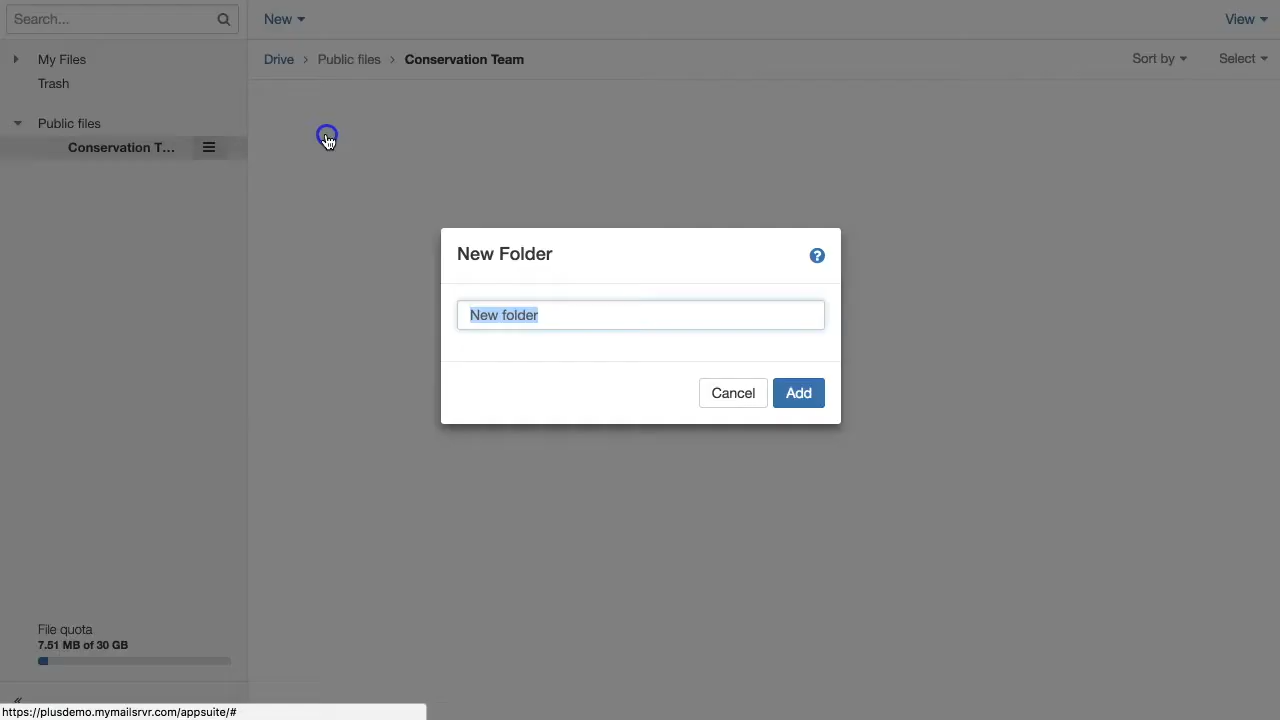 Search...
New
View
My Files
Trash
Public files
Conservation T...
Drive > Public files > Conservation Team
Sort by
Select
New Folder
?
New folder
Cancel
Add
File quota
7.51 MB of 30 GB
«
https://plusdemo.mymailsrvr.com/appsuite/#